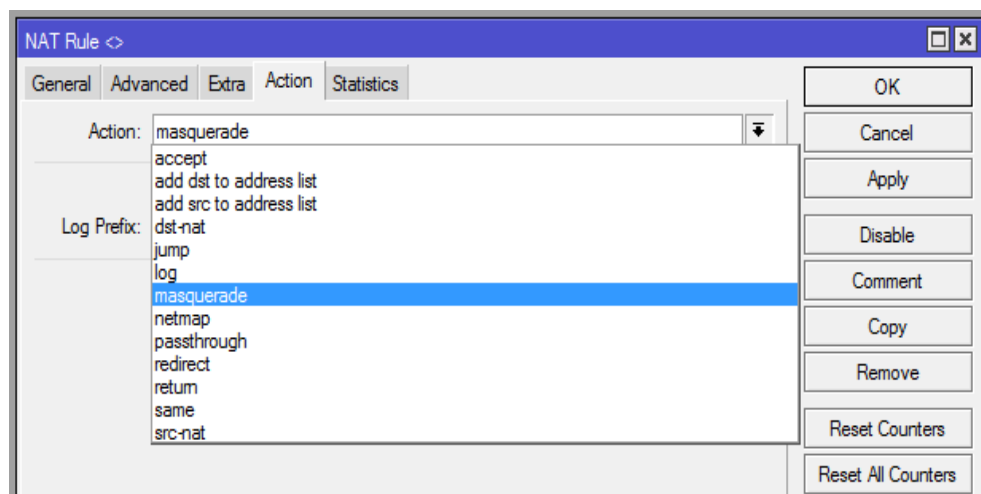 NAT Rule <>
General Advanced Extra Action Statistics
Action: masquerade
accept
add dst to address list
add src to address list
Log Prefix: dst-nat
jump
log
masquerade
netmap
passthrough
redirect
return
same
src-nat
OK
Cancel
Apply
Disable
Comment
Copy
Remove
Reset Counters
Reset All Counters